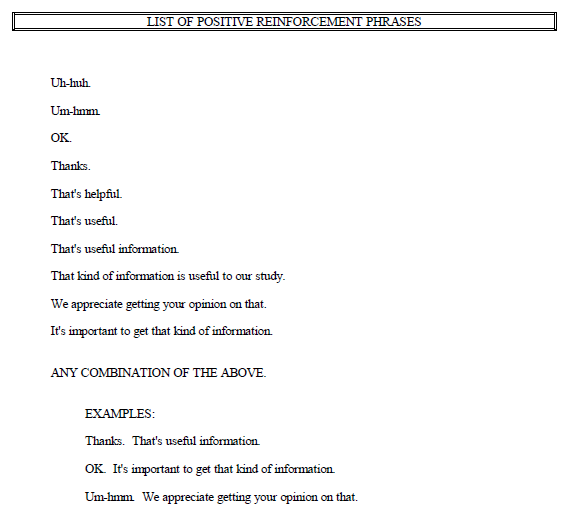 LIST OF POSITIVE REINFORCEMENT PHRASES
Uh-huh.
Um-hmm.
OK.
Thanks.
That's helpful.
That's useful.
That's useful information.
That kind of information is useful to our study.
We appreciate getting your opinion on that.
It's important to get that kind of information.
ANY COMBINATION OF THE ABOVE.
EXAMPLES:
Thanks.  That's useful information.
OK.  It's important to get that kind of information.
Um-hmm.  We appreciate getting your opinion on that.